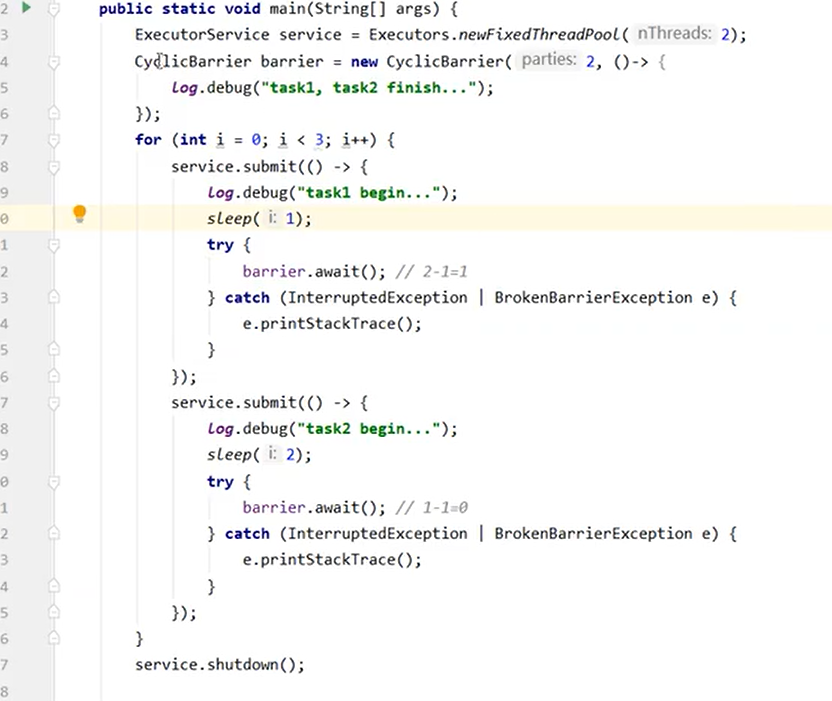 2 public static void main(String[] args) {
3 ExecutorService service = Executors.newFixedThreadPool( nThreads: 2);
4 CyclicBarrier barrier = new CyclicBarrier( parties: 2, ()-> {
5 log.debug("task1, task2 finish...");
6 });
7 for (int i = 0; i < 3; i++) {
8 service.submit(() -> {
9 log.debug("task1 begin...");
0 sleep( i: 1);
1 try {
2 barrier.await(); // 2-1=1
3 } catch (InterruptedException | BrokenBarrierException e) {
4 e.printStackTrace();
5 }
6 });
7 service.submit(() -> {
8 log.debug("task2 begin...");
9 sleep( i: 2);
0 try {
1 barrier.await(); // 1-1=0
2 } catch (InterruptedException | BrokenBarrierException e) {
3 e.printStackTrace();
4 }
5 });
6 }
7 service.shutdown();
8